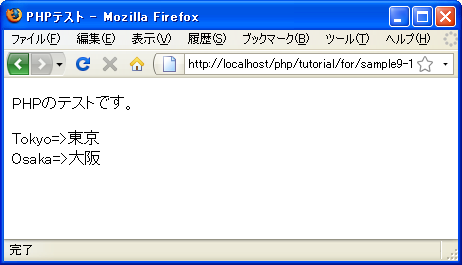 PHPテスト - Mozilla Firefox
ファイル(F) 編集(E) 表示(V) 履歴(S) ブックマーク(B) ツール(T) ヘルプ(H)
http://localhost/php/tutorial/for/sample9-1
PHPのテストです。
Tokyo=>東京
Osaka=>大阪
完了